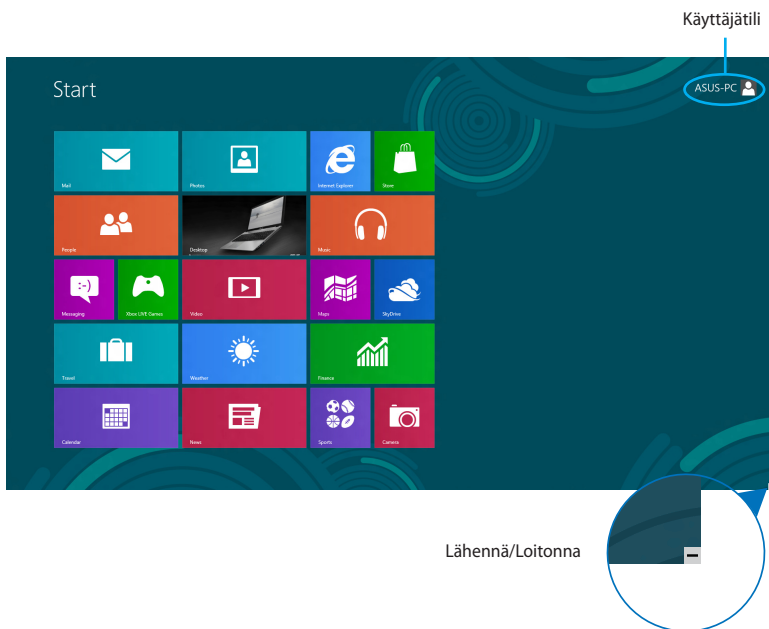 Käyttäjätili
Start
ASUS-PC
Mail
Photos
Internet Explorer
Store
People
Desktop
Music
Messaging
Xbox LIVE Games
Video
Maps
SkyDrive
Travel
Weather
Finance
Calendar
News
Sports
Camera
Lähennä/Loitonna